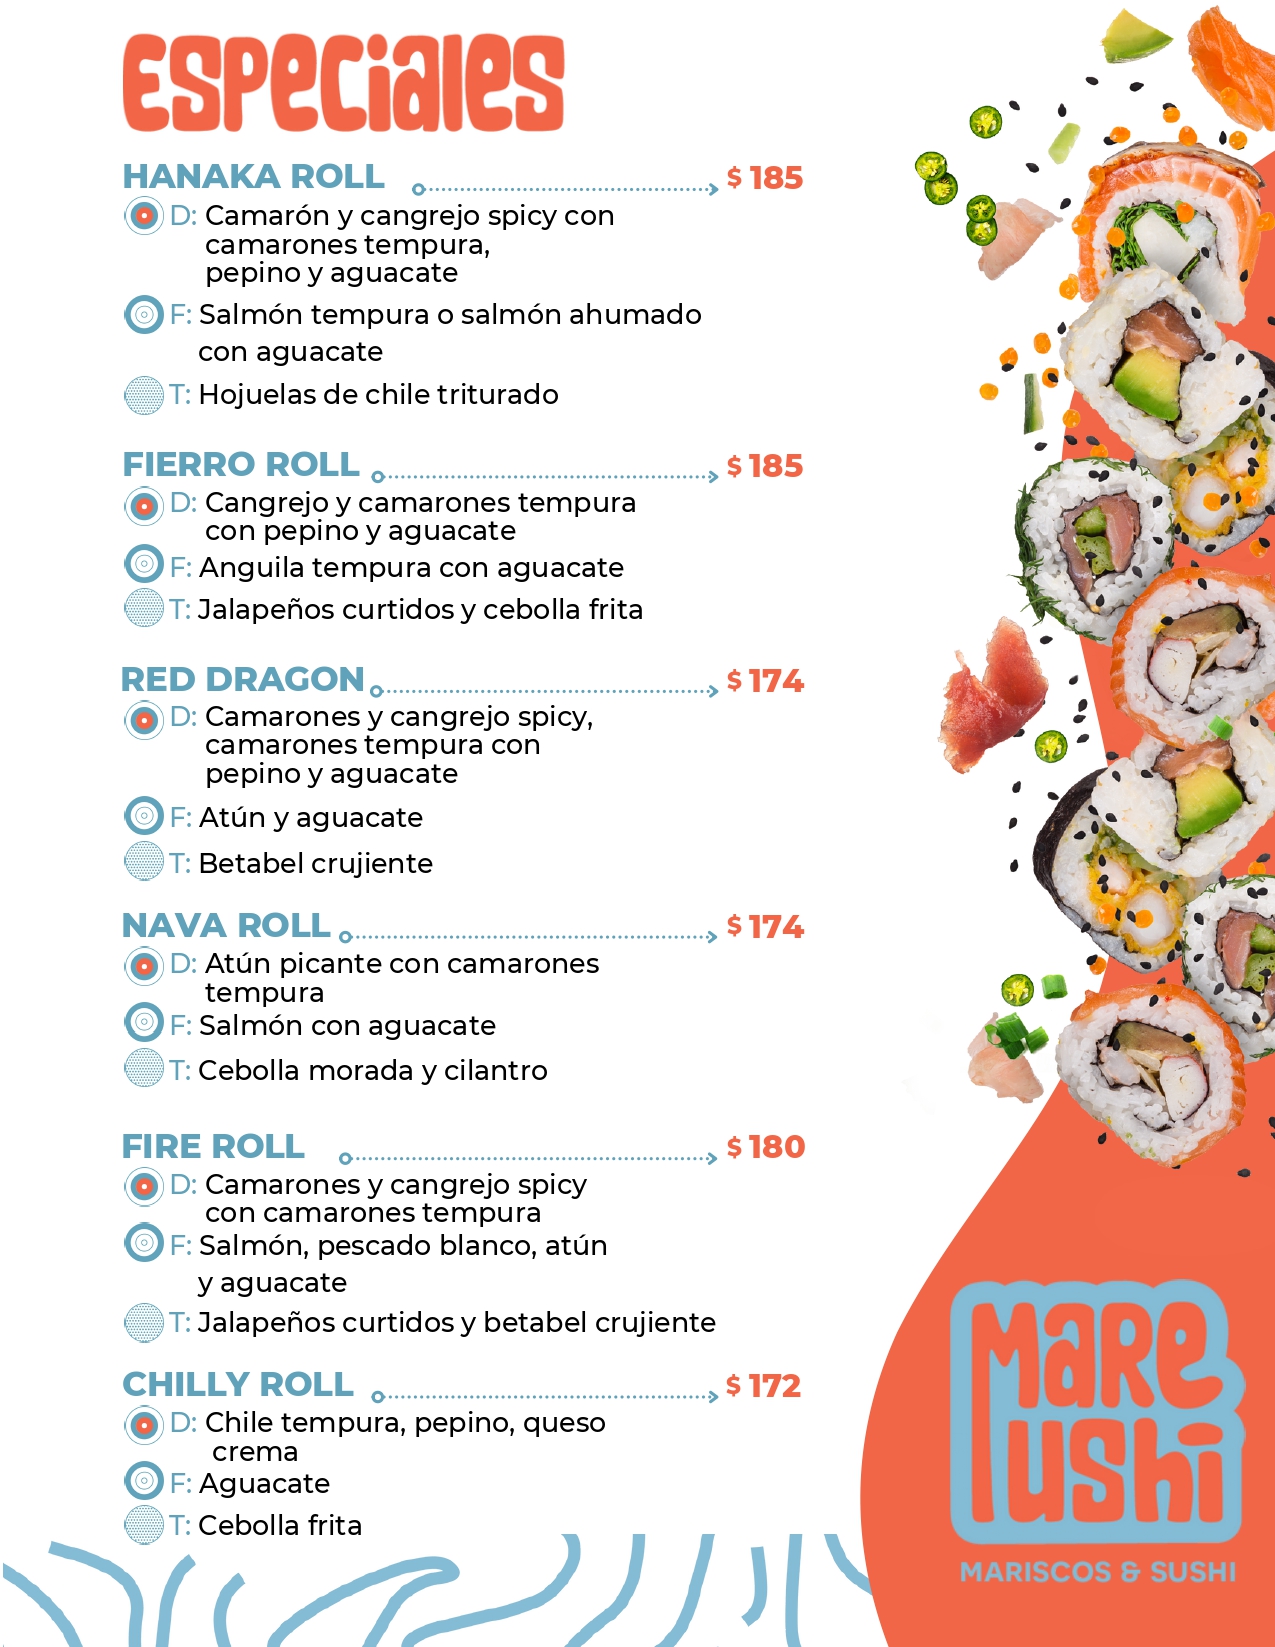 Especiales
HANAKA ROLL $ 185
D: Camarón y cangrejo spicy con
camarones tempura,
pepino y aguacate
F: Salmón tempura o salmón ahumado
con aguacate
T: Hojuelas de chile triturado
FIERRO ROLL $ 185
D: Cangrejo y camarones tempura
con pepino y aguacate
F: Anguila tempura con aguacate
T: Jalapeños curtidos y cebolla frita
RED DRAGON $ 174
D: Camarones y cangrejo spicy,
camarones tempura con
pepino y aguacate
F: Atún y aguacate
T: Betabel crujiente
NAVA ROLL $ 174
D: Atún picante con camarones
tempura
F: Salmón con aguacate
T: Cebolla morada y cilantro
FIRE ROLL $ 180
D: Camarones y cangrejo spicy
con camarones tempura
F: Salmón, pescado blanco, atún
y aguacate
T: Jalapeños curtidos y betabel crujiente
CHILLY ROLL $ 172
D: Chile tempura, pepino, queso
crema
F: Aguacate
T: Cebolla frita
MaRe
lushi
MARISCOS & SUSHI